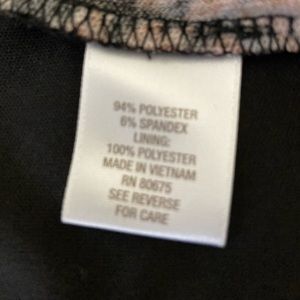 94% POLYESTER
6% SPANDEX
LINING:
100% POLYESTER
MADE IN VIETNAM
RN 80675
SEE REVERSE
FOR CARE